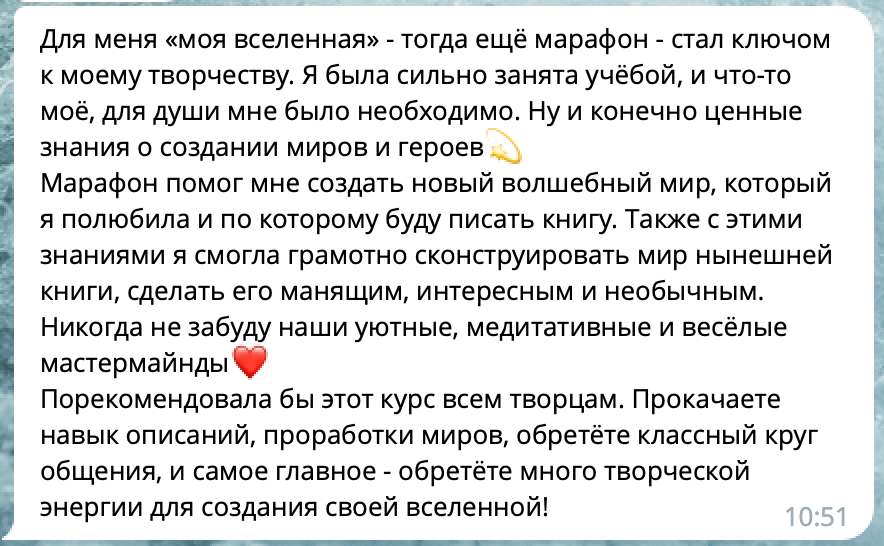 Для меня «моя вселенная» - тогда ещё марафон - стал ключом
к моему творчеству. Я была сильно занята учёбой, и что-то
моё, для души мне было необходимо. Ну и конечно ценные
знания о создании миров и героев💫
Марафон помог мне создать новый волшебный мир, который
я полюбила и по которому буду писать книгу. Также с этими
знаниями я смогла грамотно сконструировать мир нынешней
книги, сделать его манящим, интересным и необычным.
Никогда не забуду наши уютные, медитативные и весёлые
мастермайнды❤️
Порекомендовала бы этот курс всем творцам. Прокачаете
навык описаний, проработки миров, обретёте классный круг
общения, и самое главное - обретёте много творческой
энергии для создания своей вселенной!
10:51